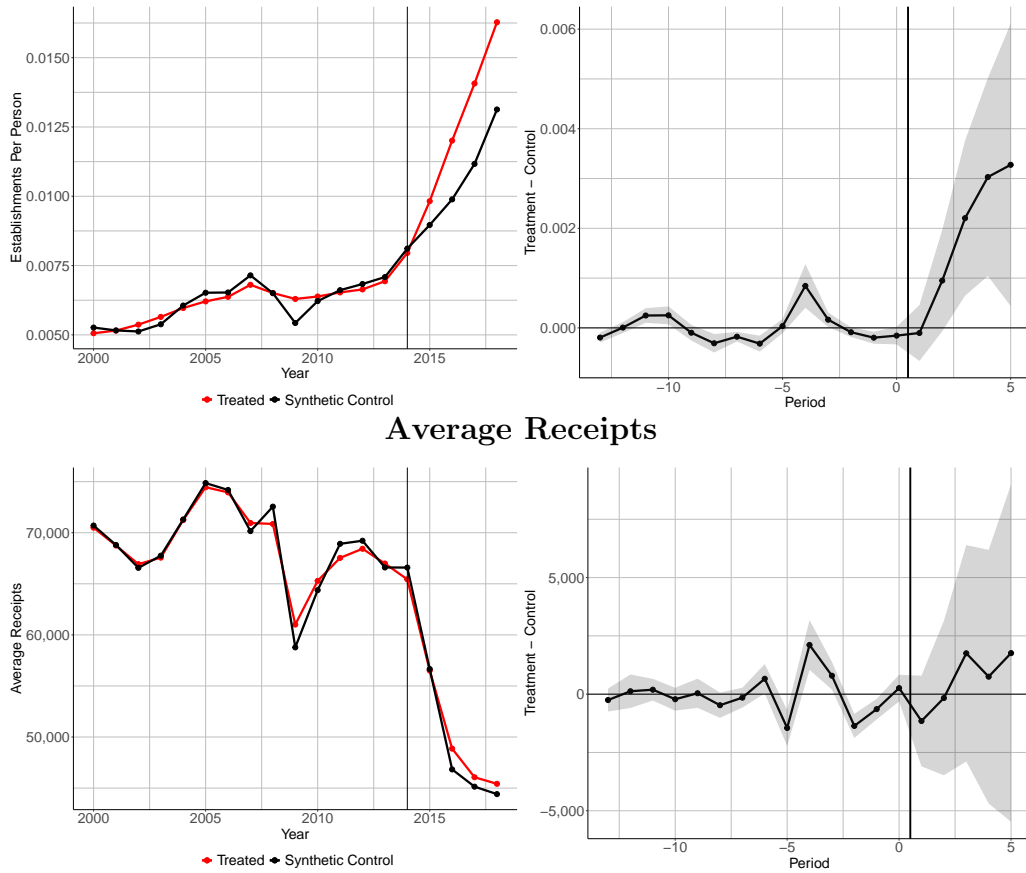 0.0150
0.0125
0.0100
0.0075
0.0050
Establishments Per Person
2000 2005 2010 2015
Year
Treated Synthetic Control
0.006
0.004
0.002
0.000
Treatment − Control
−10 −5 0 5
Period
Average Receipts
70,000
60,000
50,000
Average Receipts
2000 2005 2010 2015
Year
Treated Synthetic Control
5,000
0
−5,000
Treatment − Control
−10 −5 0 5
Period